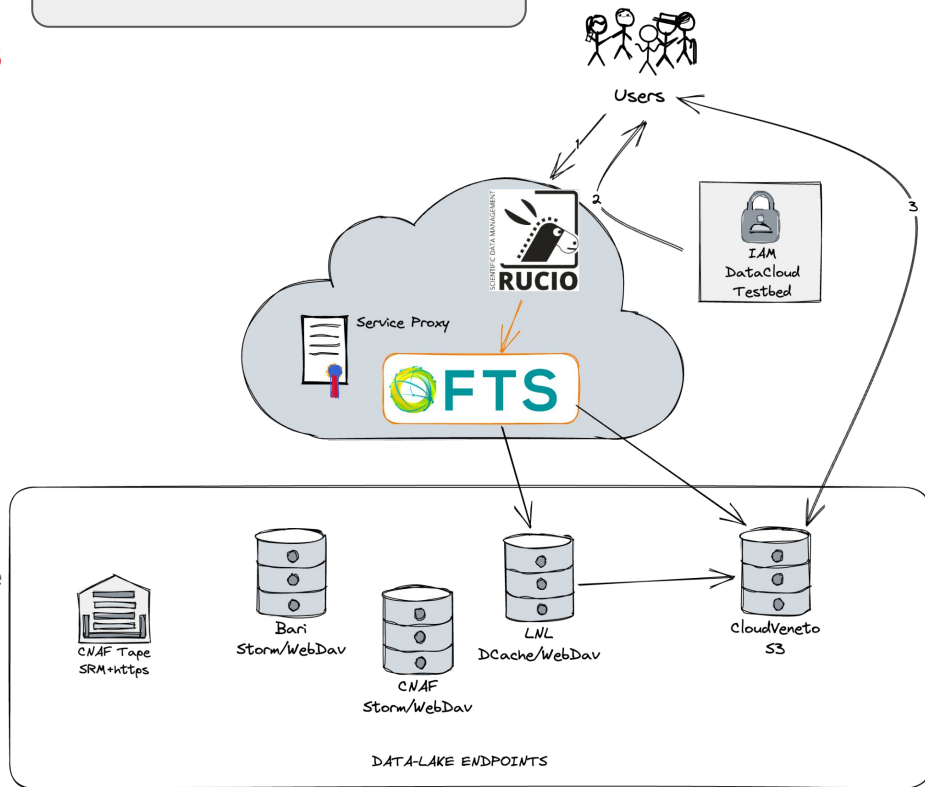 Users
1
2
3
SCIENTIFIC DATA MANAGEMENT
RUCIO
IAM
DataCloud
Testbed
Service Proxy
FTS
Bari
Storm/WebDav
LNL
DCache/WebDav
CloudVeneto
S3
CNAF Tape
SRM+https
CNAF
Storm/WebDav
DATA-LAKE ENDPOINTS